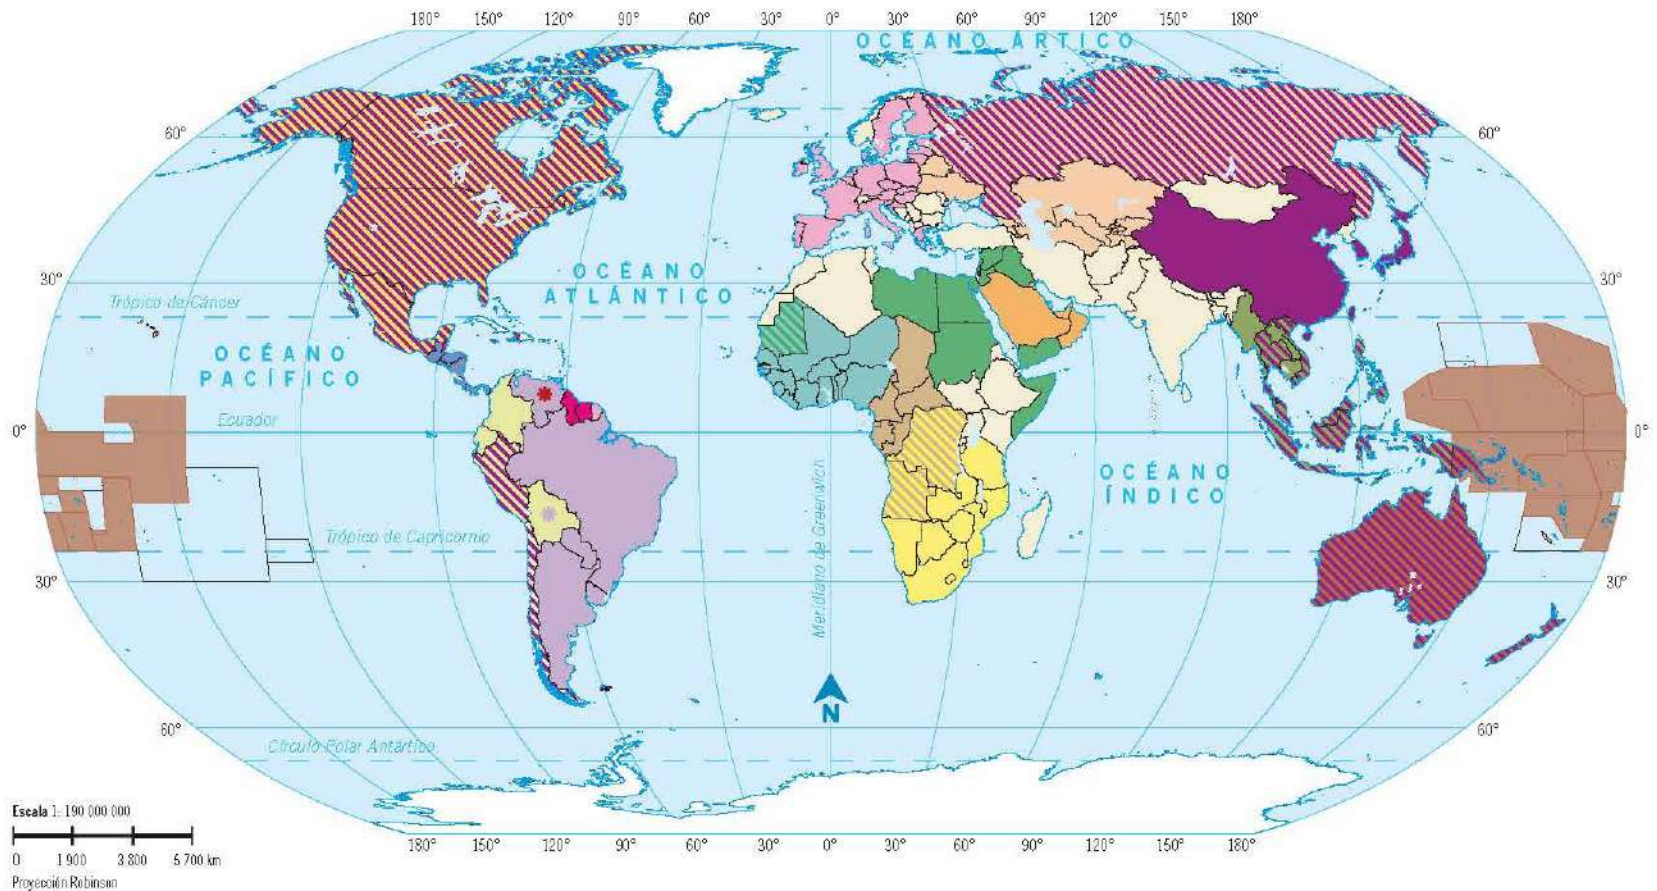 180° 150° 120° 90° 60° 30° 0° 30° 60° 90° 120° 150° 180°
OCÉANO ÁRTICO
60° 60°
OCÉANO
ATLÁNTICO
30° 30°
Trópico de Cáncer
OCÉANO
PACÍFICO
Ecuador
0° 0°
OCÉANO
ÍNDICO
Meridiano de Greenwich
Trópico de Capricornio
30° 30°
N
60° 60°
Círculo Polar Antártico
Escala 1: 190 000 000
0 1 900 3 800 5 700 km
Proyección Robinson
180° 150° 120° 90° 60° 30° 0° 30° 60° 90° 120° 150° 180°